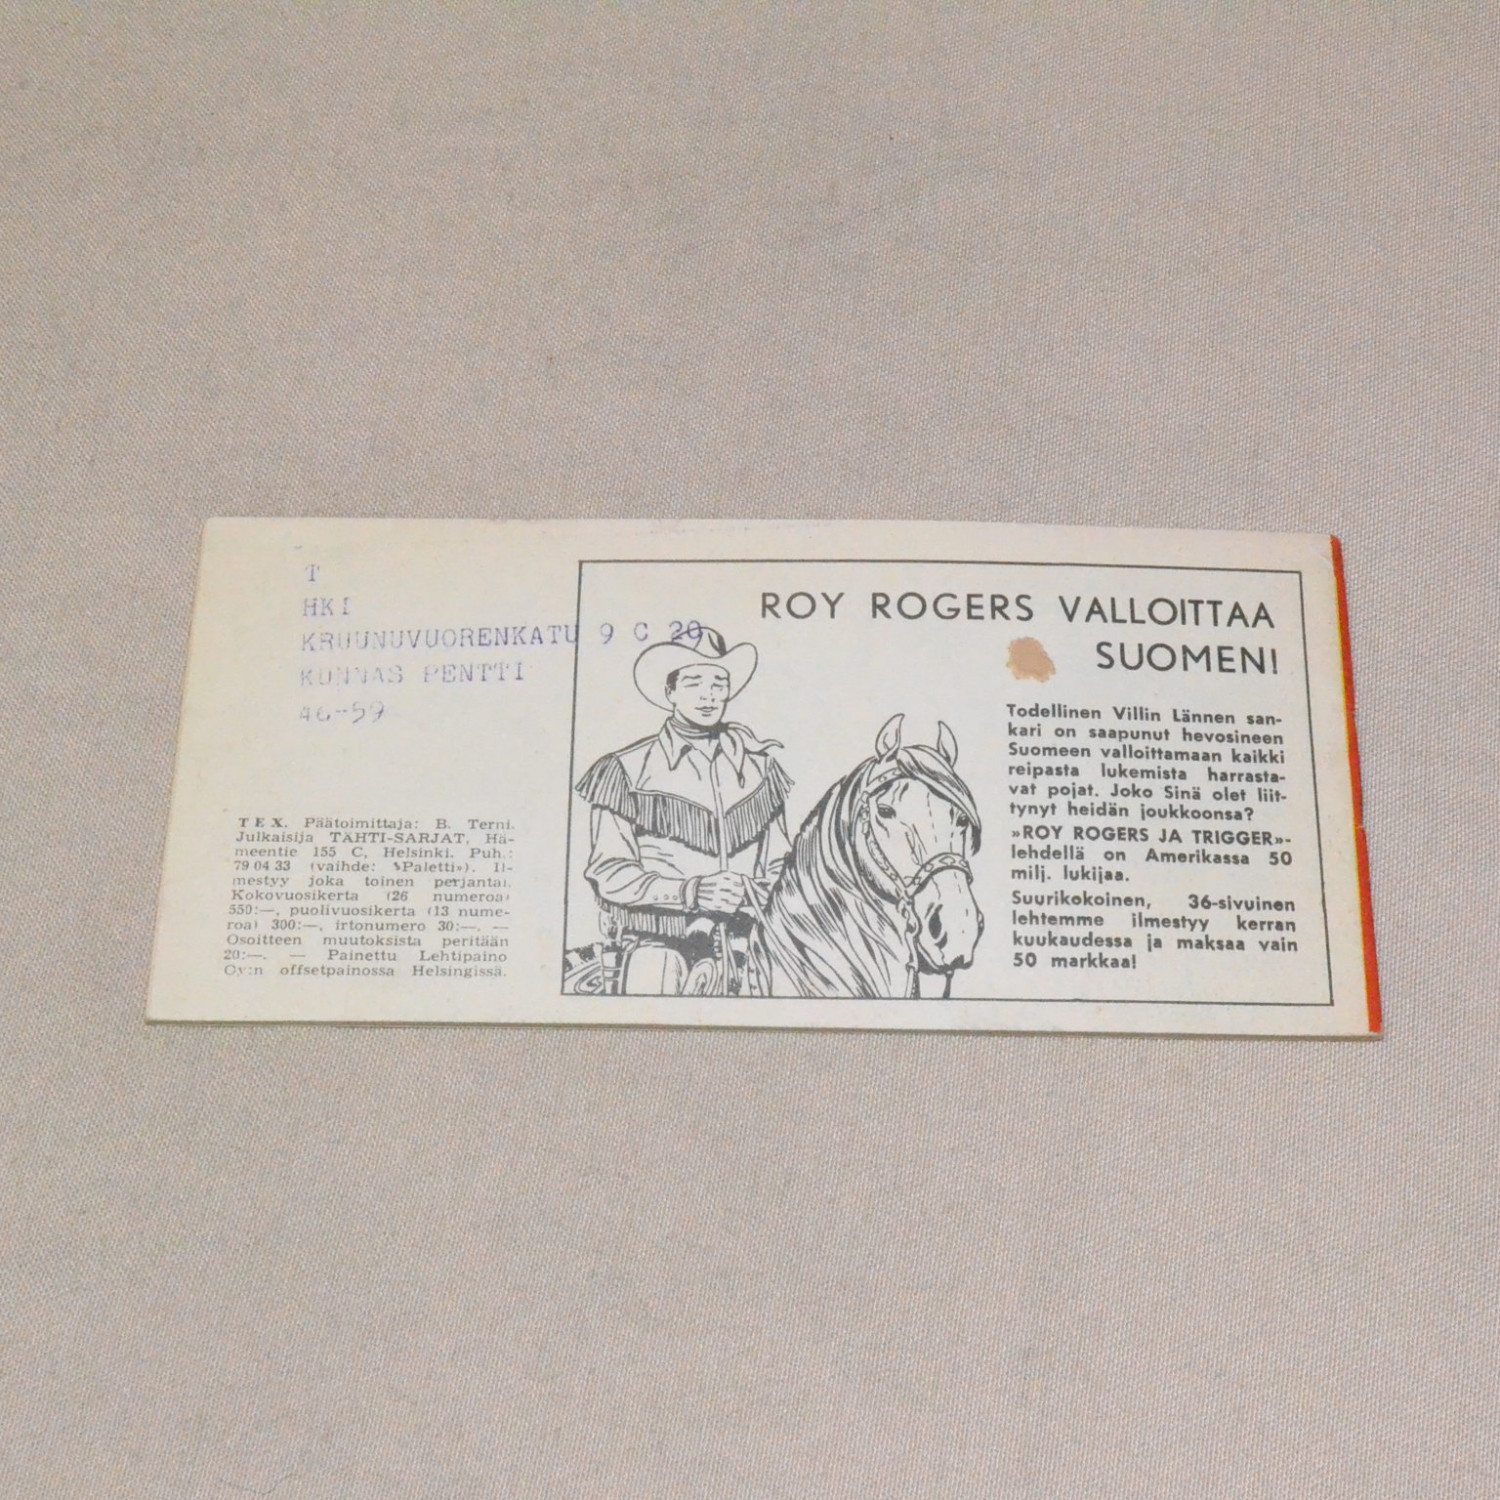 T
HKI
KRUUNUVUORENKATU 9 C 20
KUNNAS PENTTI
46-59
TEX. Päätoimittaja: B. Terni.
Julkaisija TÄHTI-SARJAT, Hä-
meentie 155 C, Helsinki. Puh.:
79 04 33 (vaihde: »Paletti»). Il-
mestyy joka toinen perjantai.
Kokovuosikerta (26 numeroa)
550:—, puolivuosikerta (13 nume-
roa) 300:—, irtonumero 30:—. —
Osoitteen muutoksista peritään
20:—. — Painettu Lehtipaino
Oy:n offsetpainossa Helsingissä.
ROY ROGERS VALLOITTAA
SUOMEN!
Todellinen Villin Lännen san-
kari on saapunut hevosineen
Suomeen valloittamaan kaikki
reipasta lukemista harrasta-
vat pojat. Joko Sinä olet liit-
tynyt heidän joukkoonsa?
»ROY ROGERS JA TRIGGER»-
lehdellä on Amerikassa 50
milj. lukijaa.
Suurikokoinen, 36-sivuinen
lehtemme ilmestyy kerran
kuukaudessa ja maksaa vain
50 markkaa!